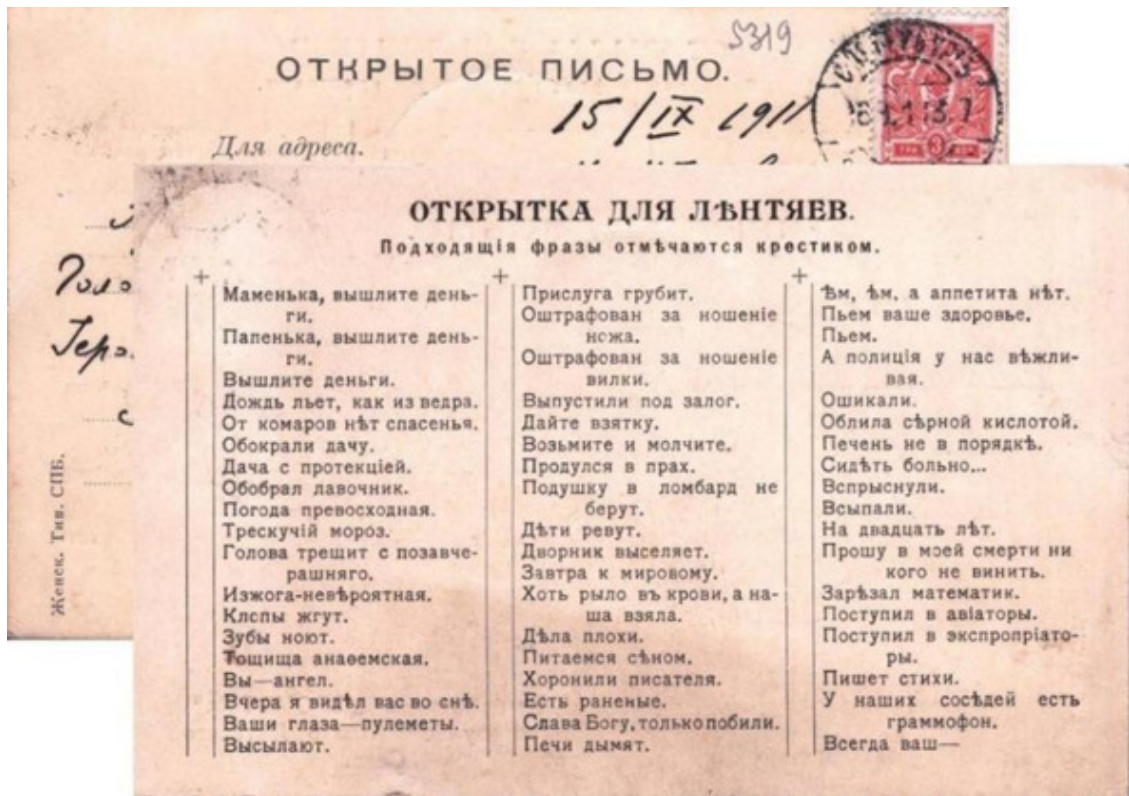 5319
ОТКРЫТОЕ ПИСЬМО.
15/IX 1911
Для адреса.
Женск. Тип. СПБ.
ОТКРЫТКА ДЛЯ ЛѢНТЯЕВ.
Подходящія фразы отмѣчаются крестиком.
+
Маменька, вышлите день-
ги.
Папенька, вышлите день-
ги.
Вышлите деньги.
Дождь льет, как из ведра.
От комаров нѣт спасенья.
Обокрали дачу.
Дача с протекціей.
Обобрал лавочник.
Погода превосходная.
Трескучій мороз.
Голова трещит с позавче-
рашняго.
Изжога-невѣроятная.
Клопы жгут.
Зубы ноют.
Тощища анаѳемская.
Вы—ангел.
Вчера я видѣл вас во снѣ.
Ваши глаза—пулеметы.
Высылают.
+
Прислуга грубит.
Оштрафован за ношеніе
ножа.
Оштрафован за ношеніе
вилки.
Выпустили под залог.
Дайте взятку.
Возьмите и молчите.
Продулся в прах.
Подушку в ломбард не
берут.
Дѣти ревут.
Дворник выселяет.
Завтра к мировому.
Хоть рыло въ крови, а на-
ша взяла.
Дѣла плохи.
Питаемся сѣном.
Хоронили писателя.
Есть раненые.
Слава Богу, только побили.
Печи дымят.
+
Ѣм, ѣм, а аппетита нѣт.
Пьем ваше здоровье.
Пьем.
А полиція у нас вѣжли-
вая.
Ошикали.
Облила сѣрной кислотой.
Печень не в порядкѣ.
Сидѣть больно...
Вспрыснули.
Всыпали.
На двадцать лѣт.
Прошу в моей смерти ни
кого не винить.
Зарѣзал математик.
Поступил в авіаторы.
Поступил в экспропріато-
ры.
Пишет стихи.
У наших сосѣдей есть
граммофон.
Всегда ваш—